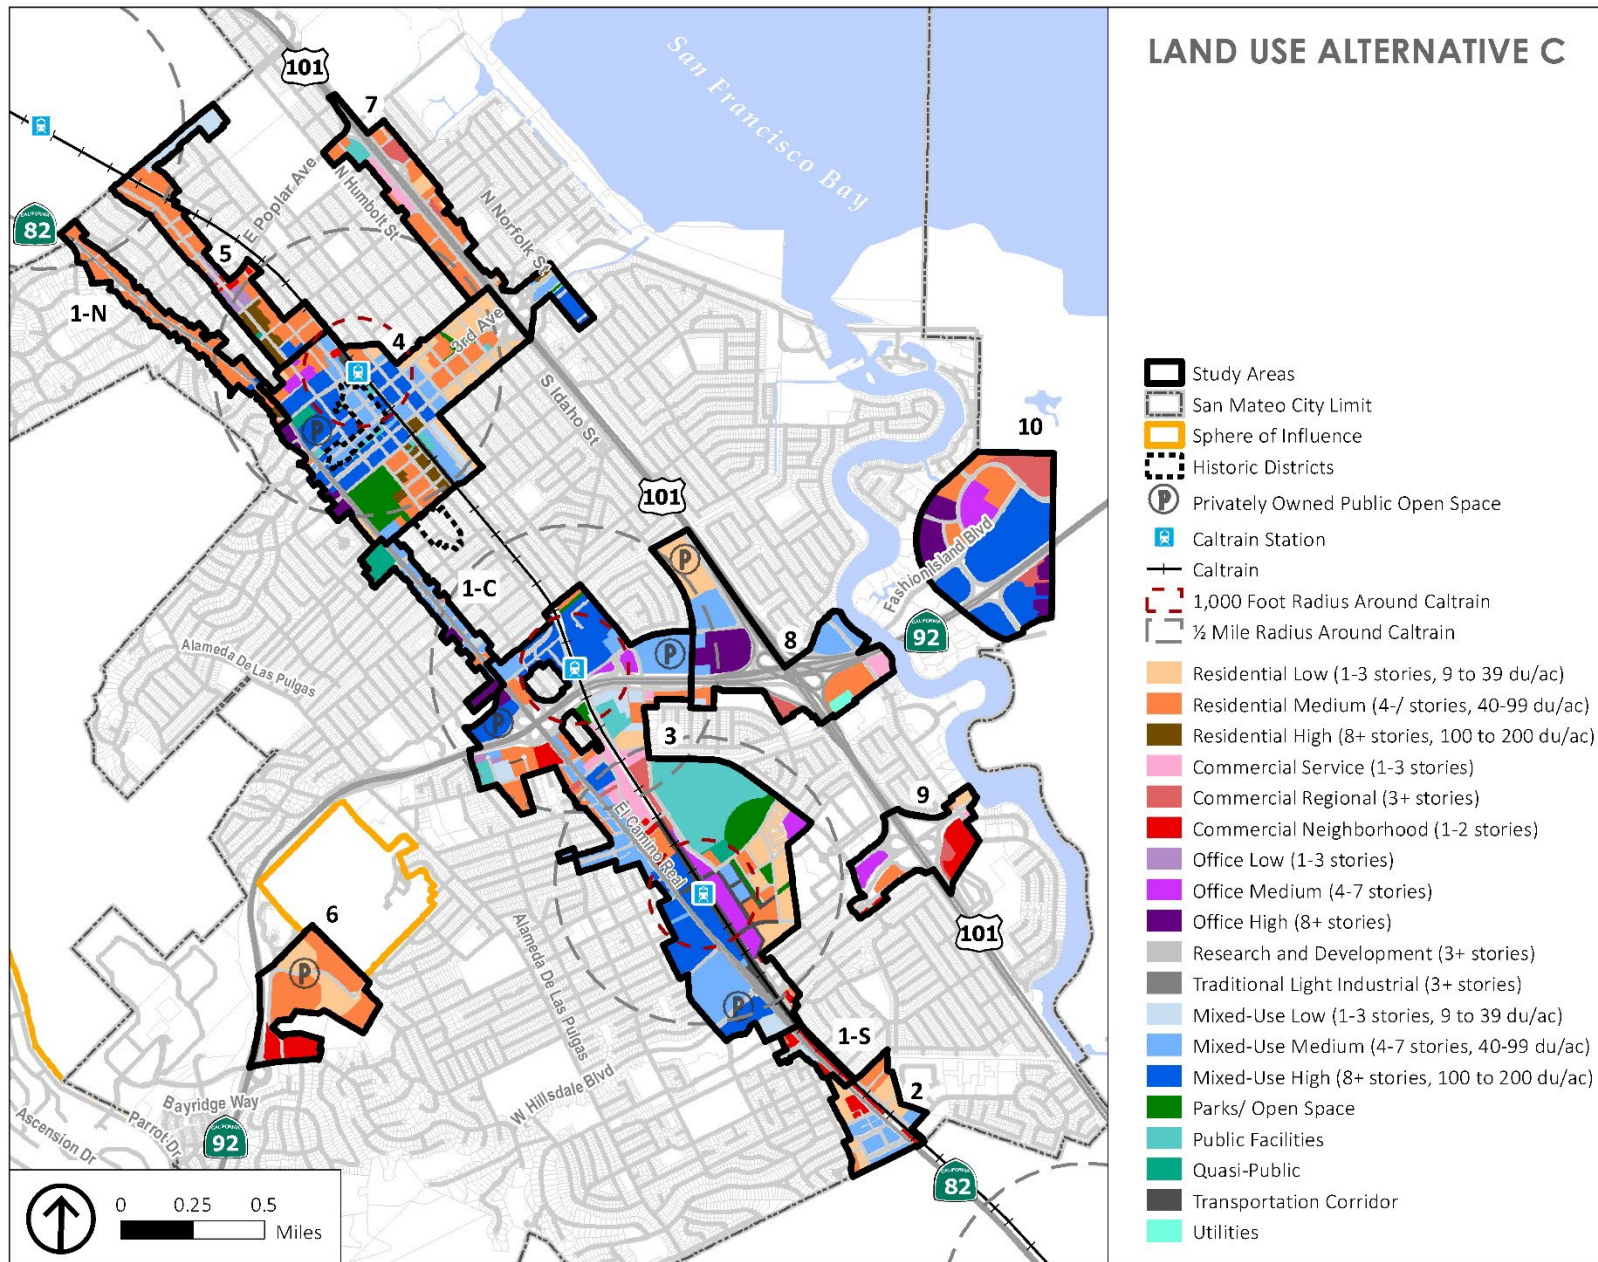 LAND USE ALTERNATIVE C
San Francisco Bay
101
7
E Poplar Ave
N Humbolt St
N Norfolk St
CALIFORNIA
82
5
1-N
4
3rd Ave
S Idaho St
P
10
101
P
1-C
Fashion Island Blvd
CALIFORNIA
92
Alameda De Las Pulgas
8
P
P
3
El Camino Real
9
6
P
101
Alameda De Las Pulgas
P
1-S
2
W Hillsdale Blvd
Bayridge Way
Parrot Dr
Ascension Dr
CALIFORNIA
92
CALIFORNIA
82
0 0.25 0.5
Miles
Study Areas
San Mateo City Limit
Sphere of Influence
Historic Districts
P Privately Owned Public Open Space
Caltrain Station
Caltrain
1,000 Foot Radius Around Caltrain
½ Mile Radius Around Caltrain
Residential Low (1-3 stories, 9 to 39 du/ac)
Residential Medium (4-/ stories, 40-99 du/ac)
Residential High (8+ stories, 100 to 200 du/ac)
Commercial Service (1-3 stories)
Commercial Regional (3+ stories)
Commercial Neighborhood (1-2 stories)
Office Low (1-3 stories)
Office Medium (4-7 stories)
Office High (8+ stories)
Research and Development (3+ stories)
Traditional Light Industrial (3+ stories)
Mixed-Use Low (1-3 stories, 9 to 39 du/ac)
Mixed-Use Medium (4-7 stories, 40-99 du/ac)
Mixed-Use High (8+ stories, 100 to 200 du/ac)
Parks/ Open Space
Public Facilities
Quasi-Public
Transportation Corridor
Utilities